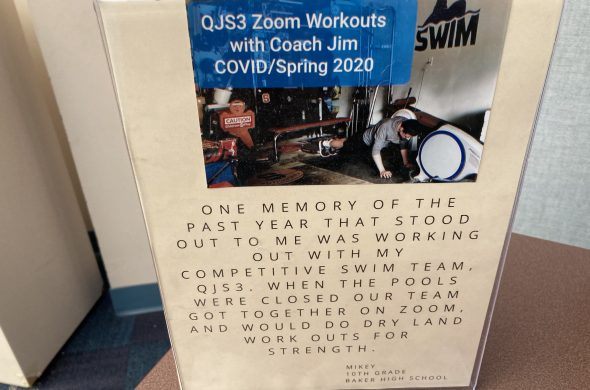 QJS3 Zoom Workouts
with Coach Jim
COVID/Spring 2020
SWIM
CAUTION
ONE MEMORY OF THE
PAST YEAR THAT STOOD
OUT TO ME WAS WORKING
OUT WITH MY
COMPETITIVE SWIM TEAM,
QJS3. WHEN THE POOLS
WERE CLOSED OUR TEAM
GOT TOGETHER ON ZOOM,
AND WOULD DO DRY LAND
WORK OUTS FOR
STRENGTH.
MIKEY
10TH GRADE
BAKER HIGH SCHOOL